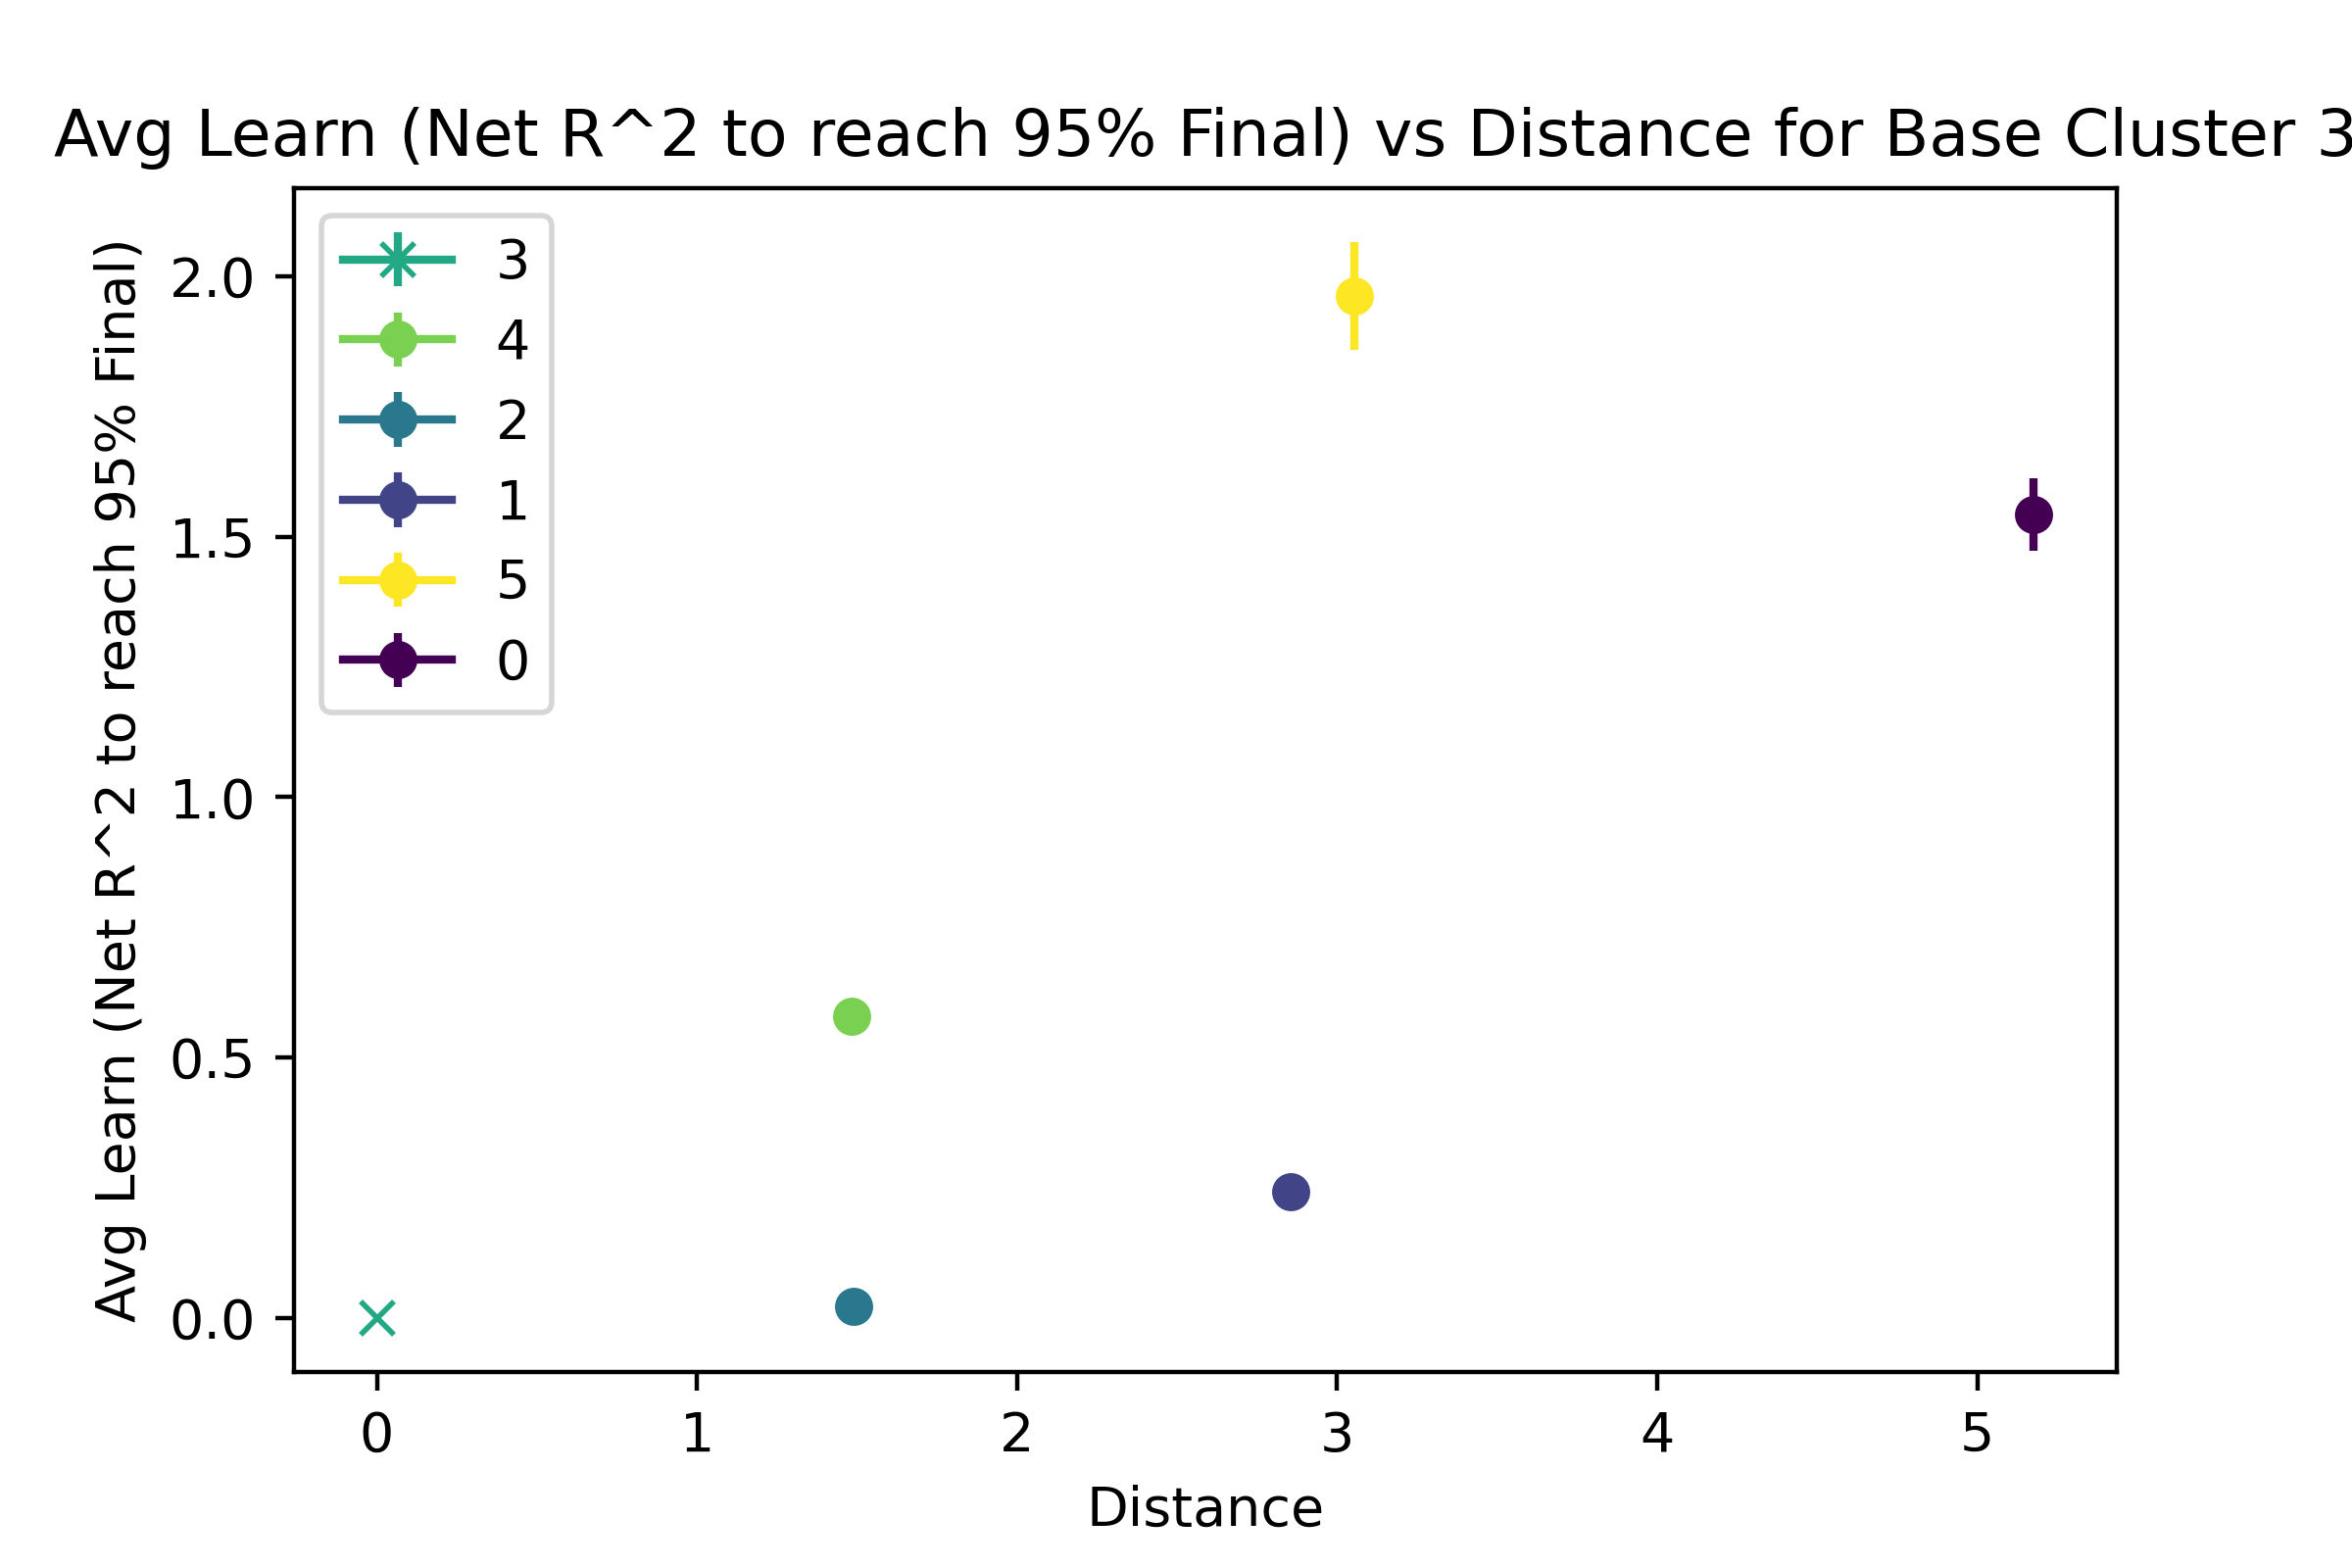 Avg Learn (Net R^2 to reach 95% Final) vs Distance for Base Cluster 3
Avg Learn (Net R^2 to reach 95% Final)
2.0
1.5
1.0
0.5
0.0
3
4
2
1
5
0
0 1 2 3 4 5
Distance